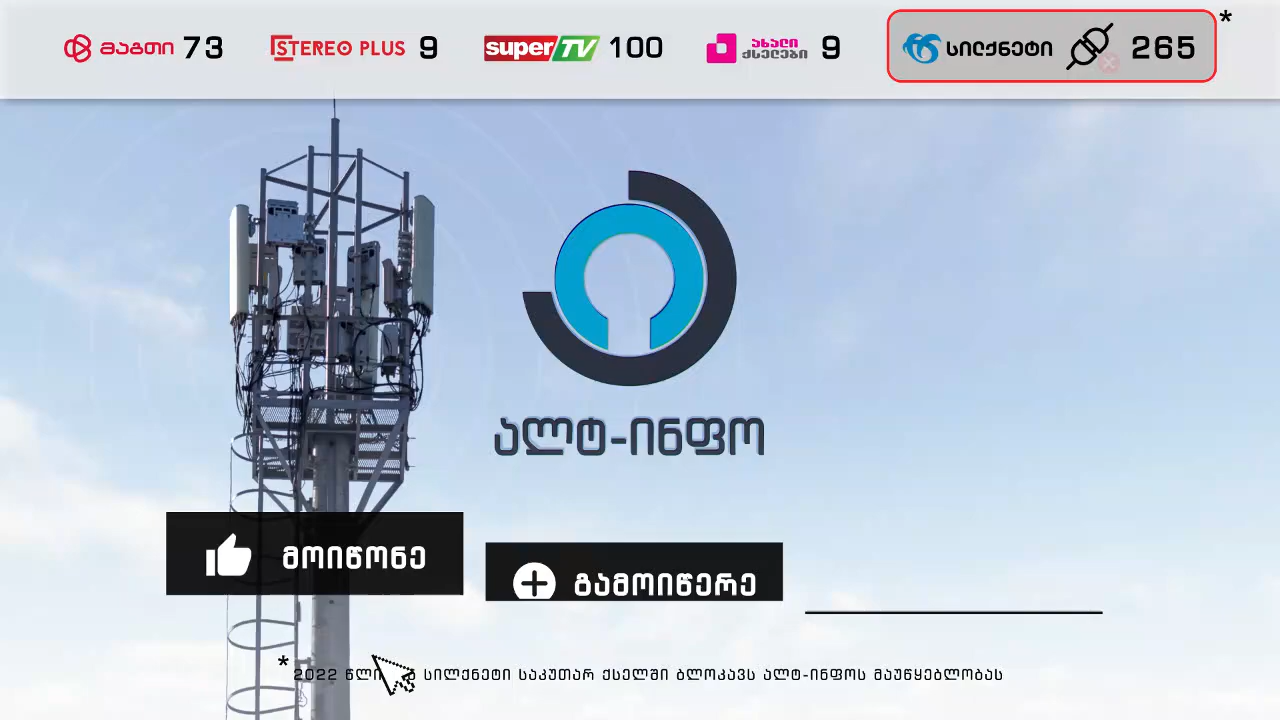 მაგთი 73
STEREO PLUS 9
super TV 100
ახალი ქსელები 9
სილქნეტი 265 *
ალტ-ინფო
მოიწონე
გამოიწერე
* 2022 სილქნეტი საკუთარ ქსელში ბლოკავს ალტ-ინფოს მაუწყებლობას